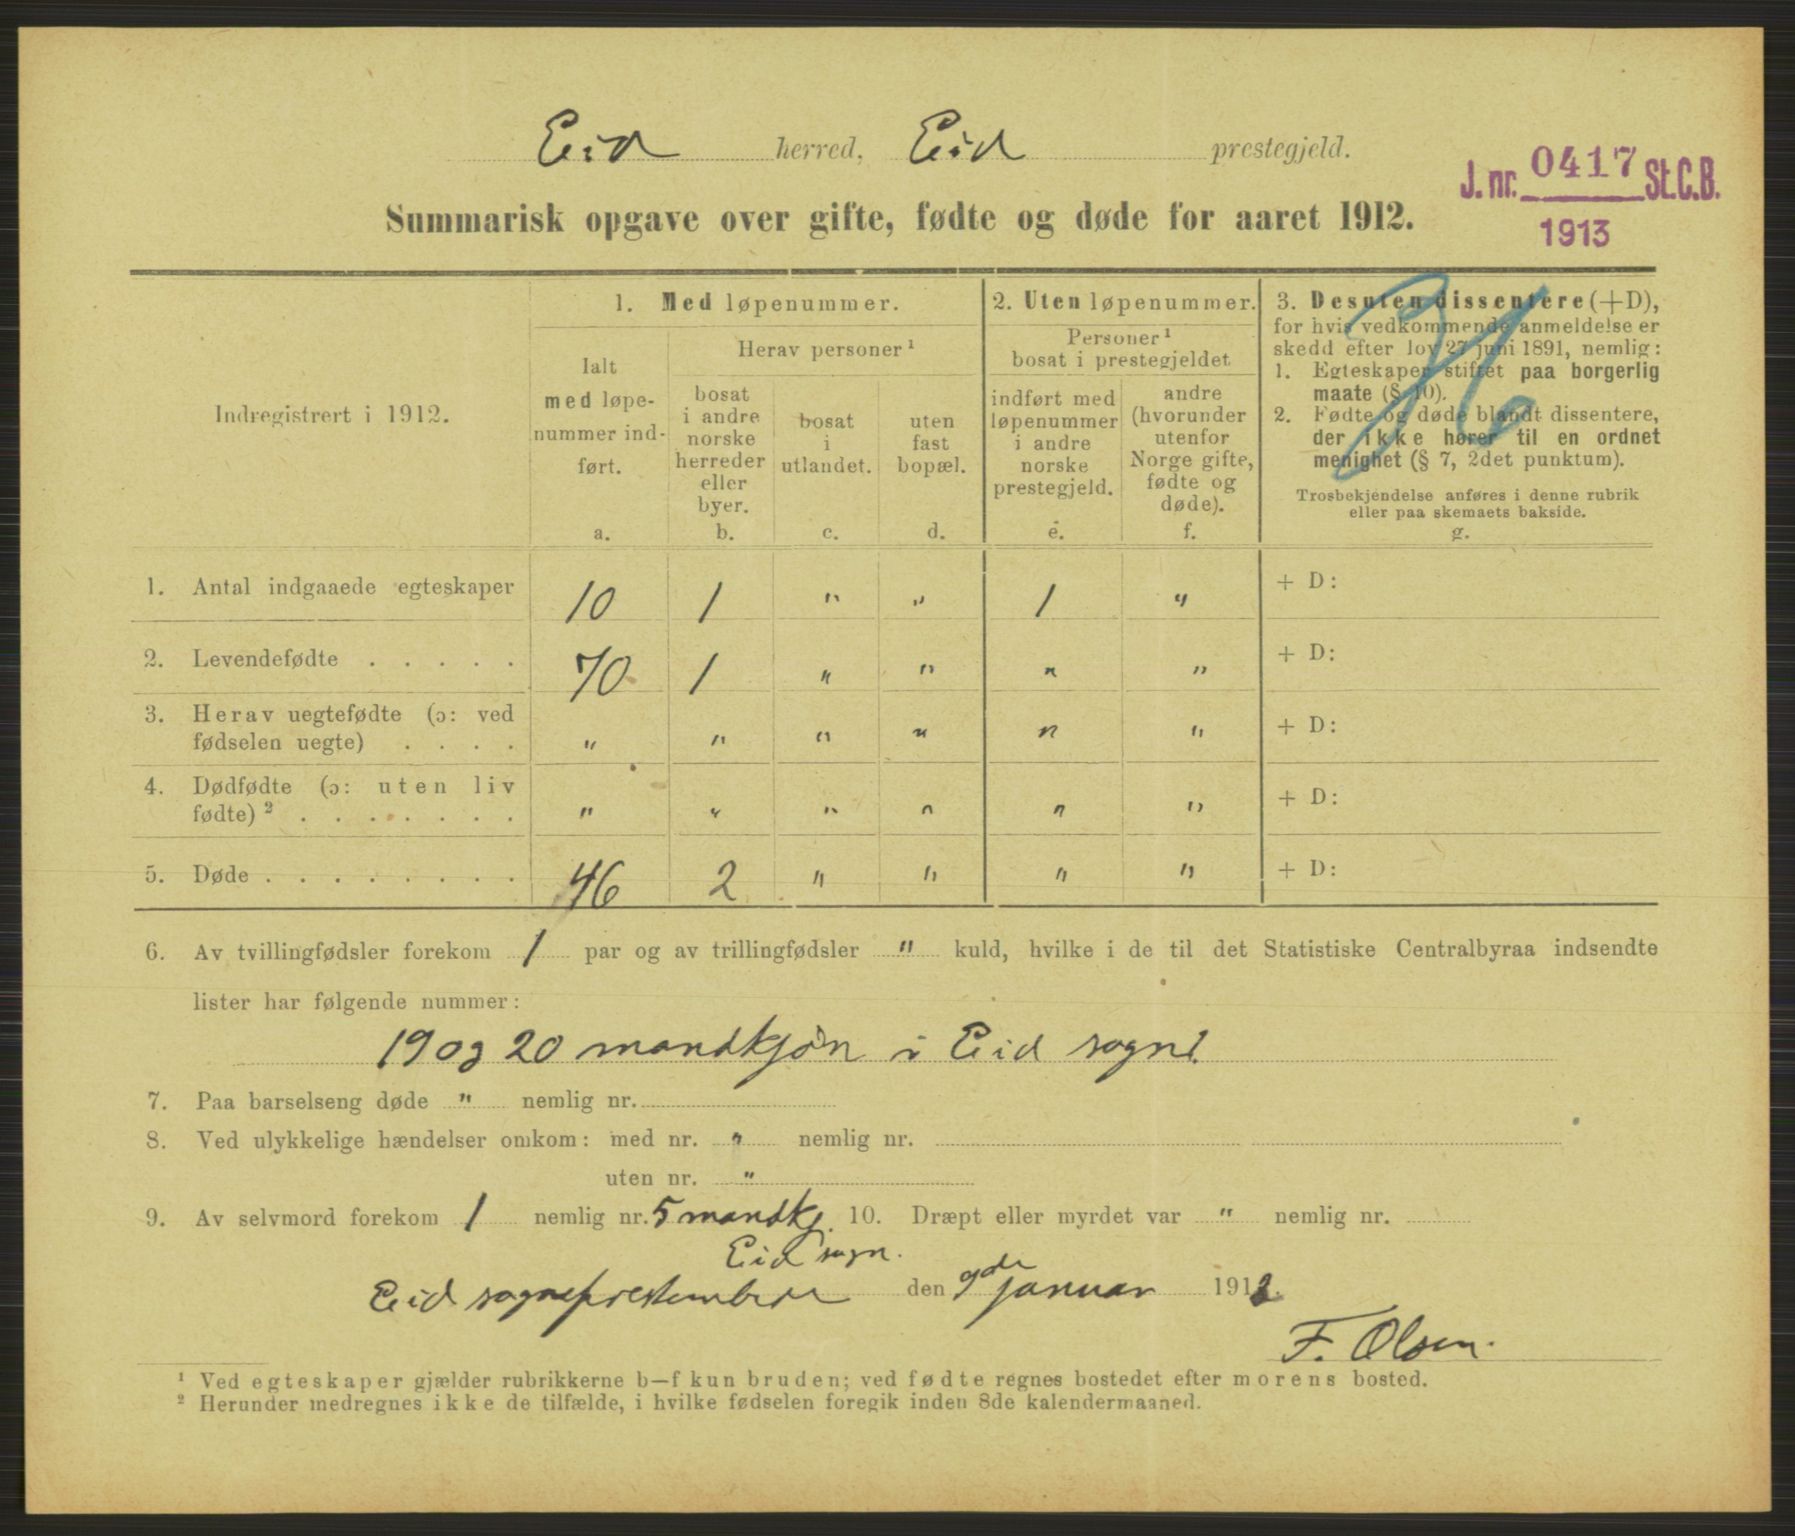 Eid herred, Eid prestegjeld.
J. nr. 0417 St.C.B.
1913
Summarisk opgave over gifte, fødte og døde for aaret 1912.
Indregistrert i 1912.
1. Med løpenummer.
Ialt
med løpe-
nummer ind-
ført.
a.
Herav personer ¹
bosat
i andre
norske
herreder
eller
byer.
b.
bosat
i
utlandet.
c.
uten
fast
bopæl.
d.
2. Uten løpenummer.
Personer ¹
bosat i prestegjeldet
indført med
løpenummer
i andre
norske
prestegjeld.
e.
andre
(hvorunder
utenfor
Norge gifte,
fødte og
døde).
f.
3. Desuten dissentere (+D),
for hvis vedkommende anmeldelse er
skedd efter lov 27 juni 1891, nemlig:
1. Egteskaper stiftet paa borgerlig
maate (§ 10).
2. Fødte og døde blandt dissentere,
der ikke hører til en ordnet
menighet (§ 7, 2det punktum).
Trosbekjendelse anføres i denne rubrik
eller paa skemaets bakside.
g.
1. Antal indgaaede egteskaper 10 1 " " 1 " + D:
2. Levendefødte . . . . . 70 1 " " " " + D:
3. Herav uegtefødte (ɔ: ved
fødselen uegte) . . . . " " " " " " + D:
4. Dødfødte (ɔ: uten liv
fødte) ² . . . . . . . " " " " " " + D:
5. Døde . . . . . . . . 46 2 " " " " + D:
6. Av tvillingfødsler forekom 1 par og av trillingfødsler " kuld, hvilke i de til det Statistiske Centralbyraa indsendte
lister har følgende nummer:
19 og 20 mandkjøn i Eid sogn.
7. Paa barselseng døde " nemlig nr.
8. Ved ulykkelige hændelser omkom: med nr. " nemlig nr.
uten nr. "
9. Av selvmord forekom 1 nemlig nr. 5 mandkj. 10. Dræpt eller myrdet var " nemlig nr.
Eid sogn.
Eid sogneprestembede den 9de januar 1913.
F. Olsen.
¹ Ved egteskaper gjælder rubrikkerne b—f kun bruden; ved fødte regnes bostedet efter morens bosted.
² Herunder medregnes ikke de tilfælde, i hvilke fødselen foregik inden 8de kalendermaaned.